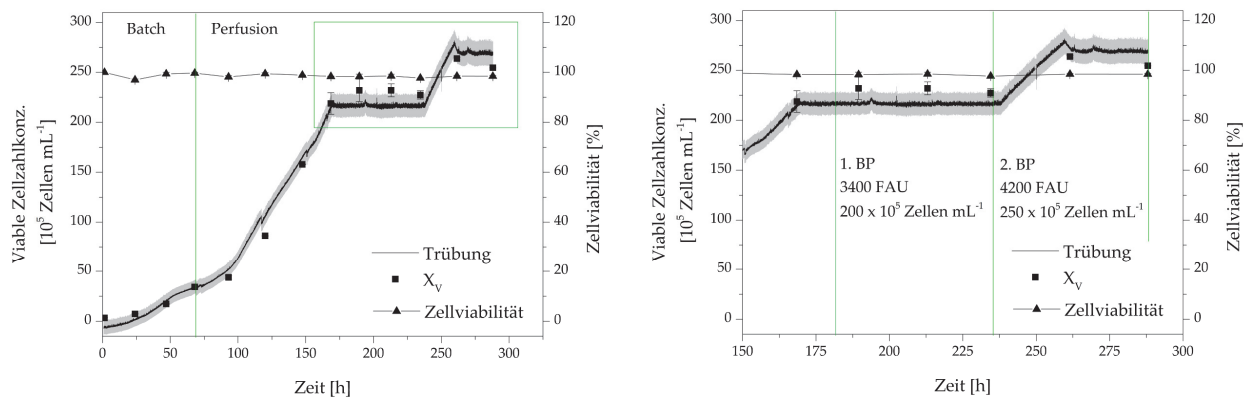 Batch
Perfusion
300
250
200
150
100
50
0
120
100
80
60
40
20
0
Viable Zellzahlkonz.
[10⁵ Zellen mL⁻¹]
Zellviabilität [%]
Trübung
X_V
Zellviabilität
0 50 100 150 200 250 300
Zeit [h]
300
250
200
150
100
50
0
120
100
80
60
40
20
0
Viable Zellzahlkonz.
[10⁵ Zellen mL⁻¹]
Zellviabilität [%]
1. BP
3400 FAU
200 x 10⁵ Zellen mL⁻¹
2. BP
4200 FAU
250 x 10⁵ Zellen mL⁻¹
Trübung
X_V
Zellviabilität
150 175 200 225 250 275 300
Zeit [h]